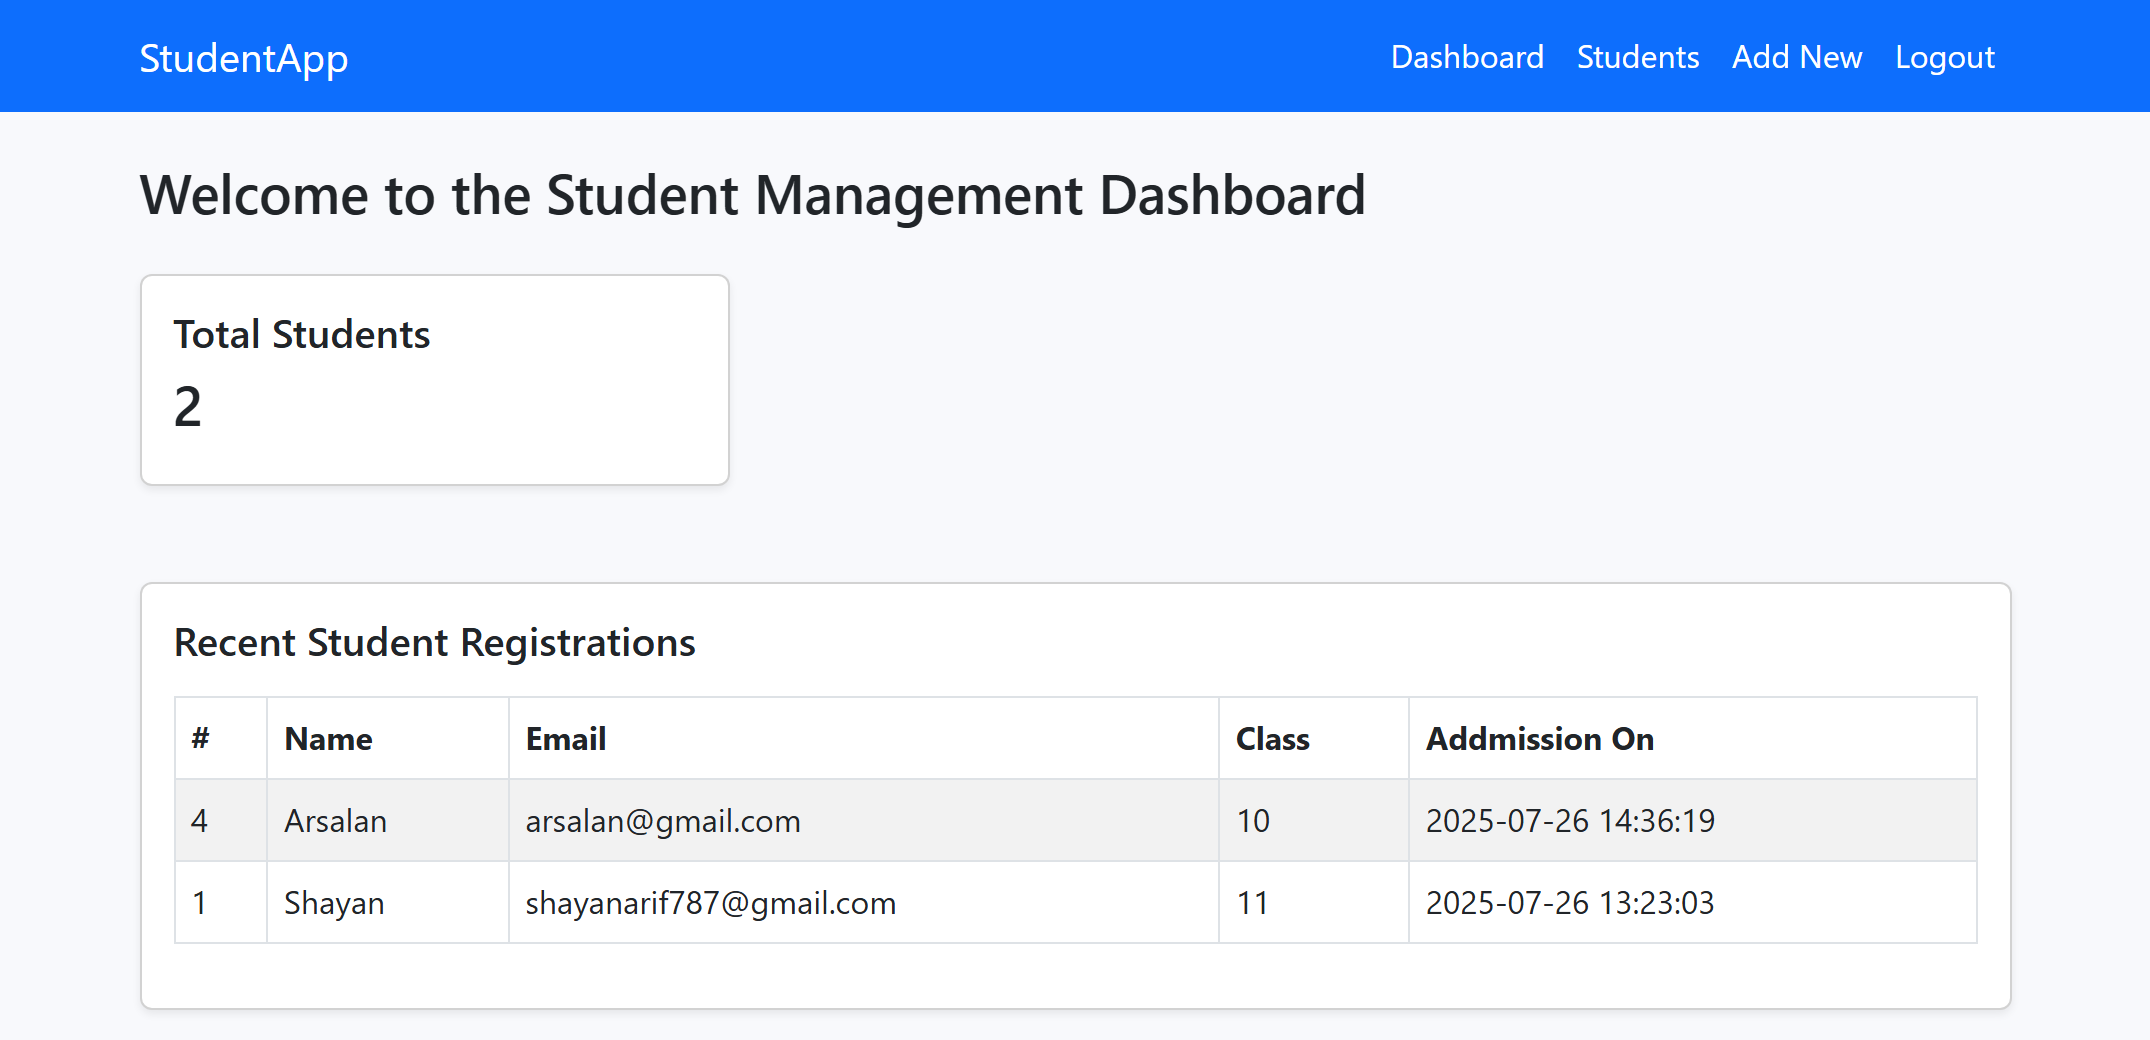 StudentApp Dashboard Students Add New Logout
Welcome to the Student Management Dashboard
Total Students
2
Recent Student Registrations
# Name Email Class Addmission On
4 Arsalan arsalan@gmail.com 10 2025-07-26 14:36:19
1 Shayan shayanarif787@gmail.com 11 2025-07-26 13:23:03